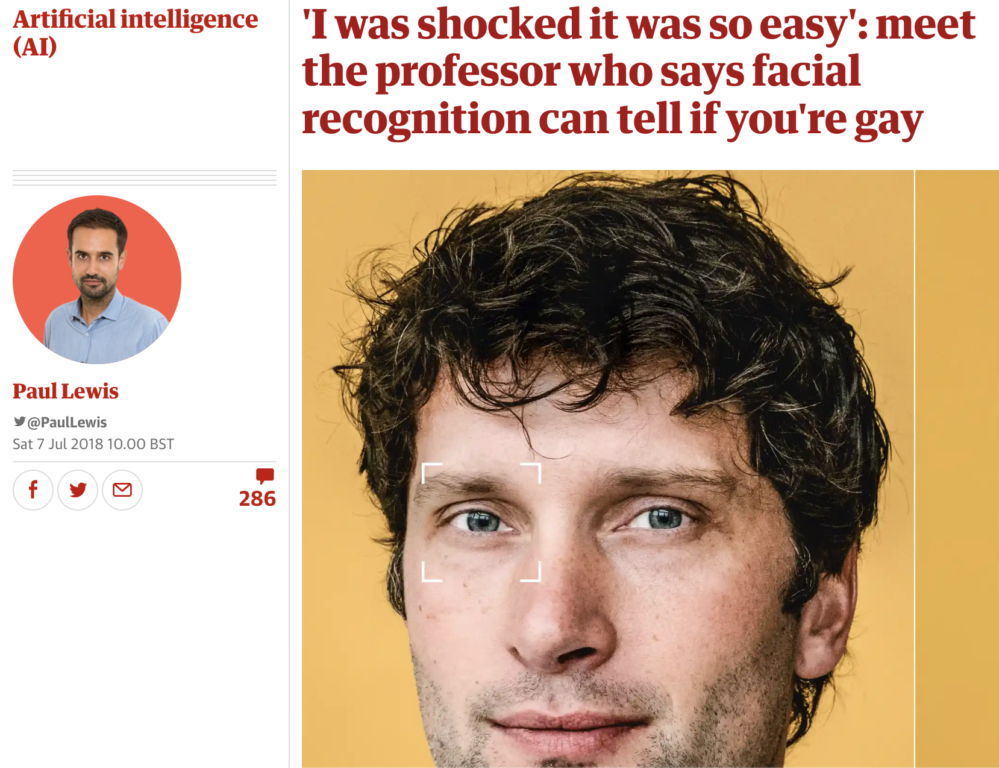 Artificial intelligence
(AI)
'I was shocked it was so easy': meet
the professor who says facial
recognition can tell if you're gay
Paul Lewis
@PaulLewis
Sat 7 Jul 2018 10.00 BST
286